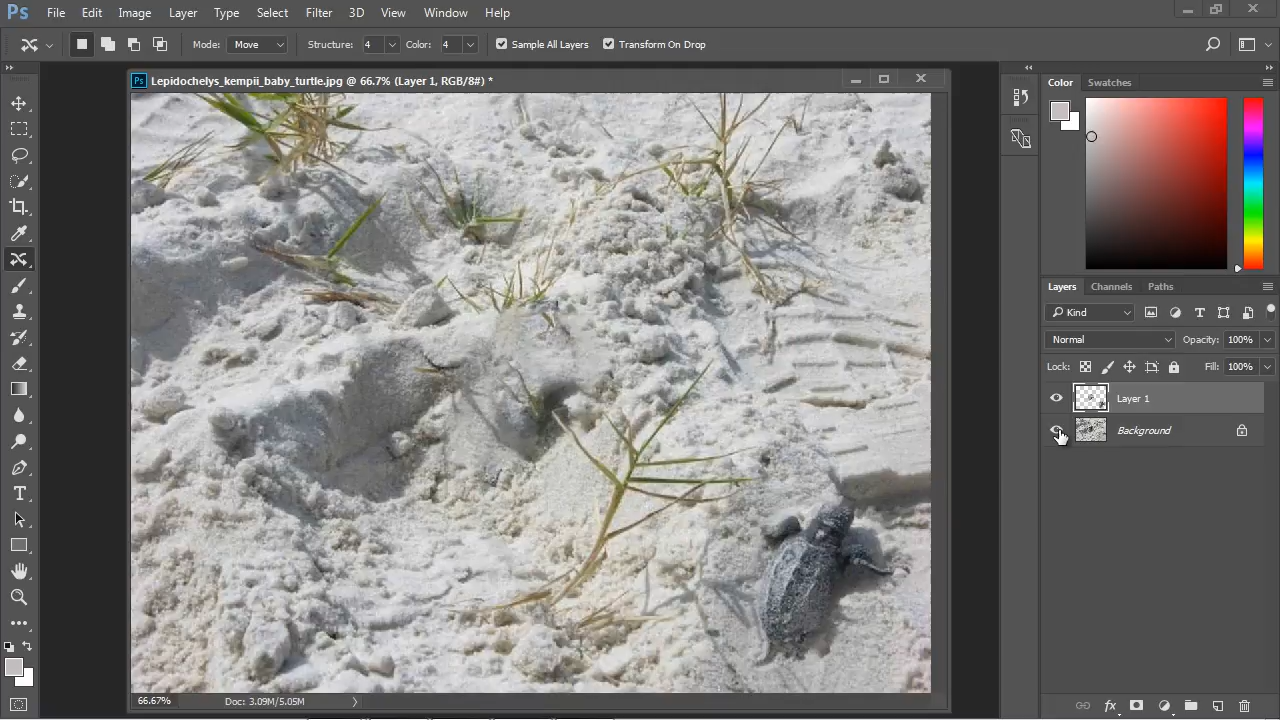 Ps File Edit Image Layer Type Select Filter 3D View Window Help
Mode: Move Structure: 4 Color: 4 Sample All Layers Transform On Drop
Ps Lepidochelys_kempii_baby_turtle.jpg @ 66.7% (Layer 1, RGB/8#) *
Color Swatches
Layers Channels Paths
Kind
Normal Opacity: 100%
Lock: Fill: 100%
Layer 1
Background
66.67% Doc: 3.09M/5.05M